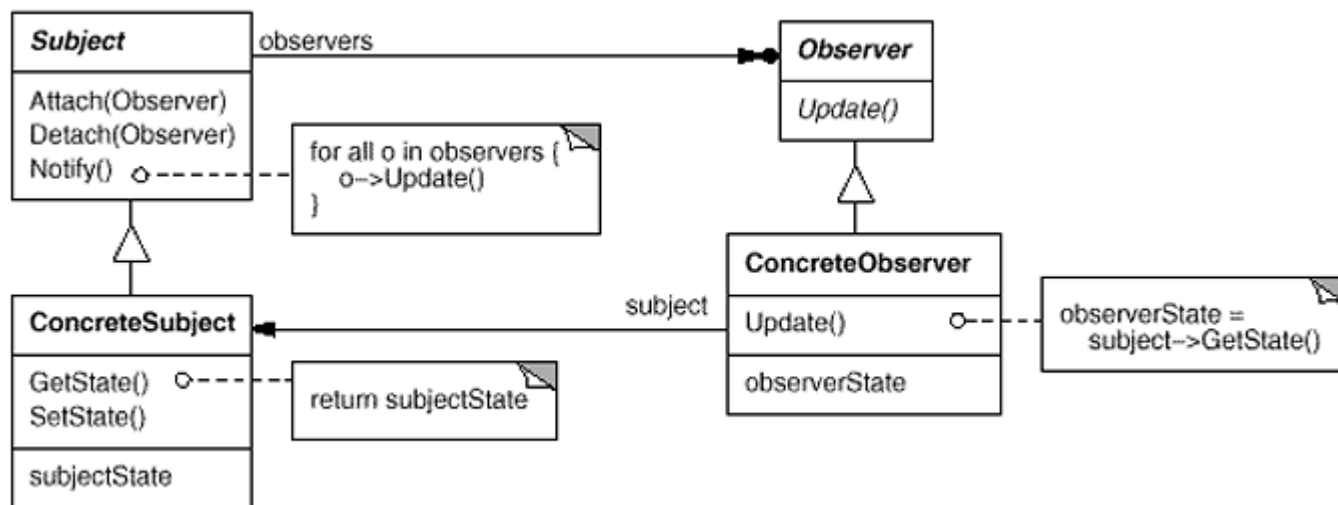 Subject
observers
Attach(Observer)
Detach(Observer)
Notify()
for all o in observers {
o–>Update()
}
Observer
Update()
ConcreteSubject
GetState()
SetState()
subjectState
return subjectState
subject
ConcreteObserver
Update()
observerState
observerState =
subject–>GetState()